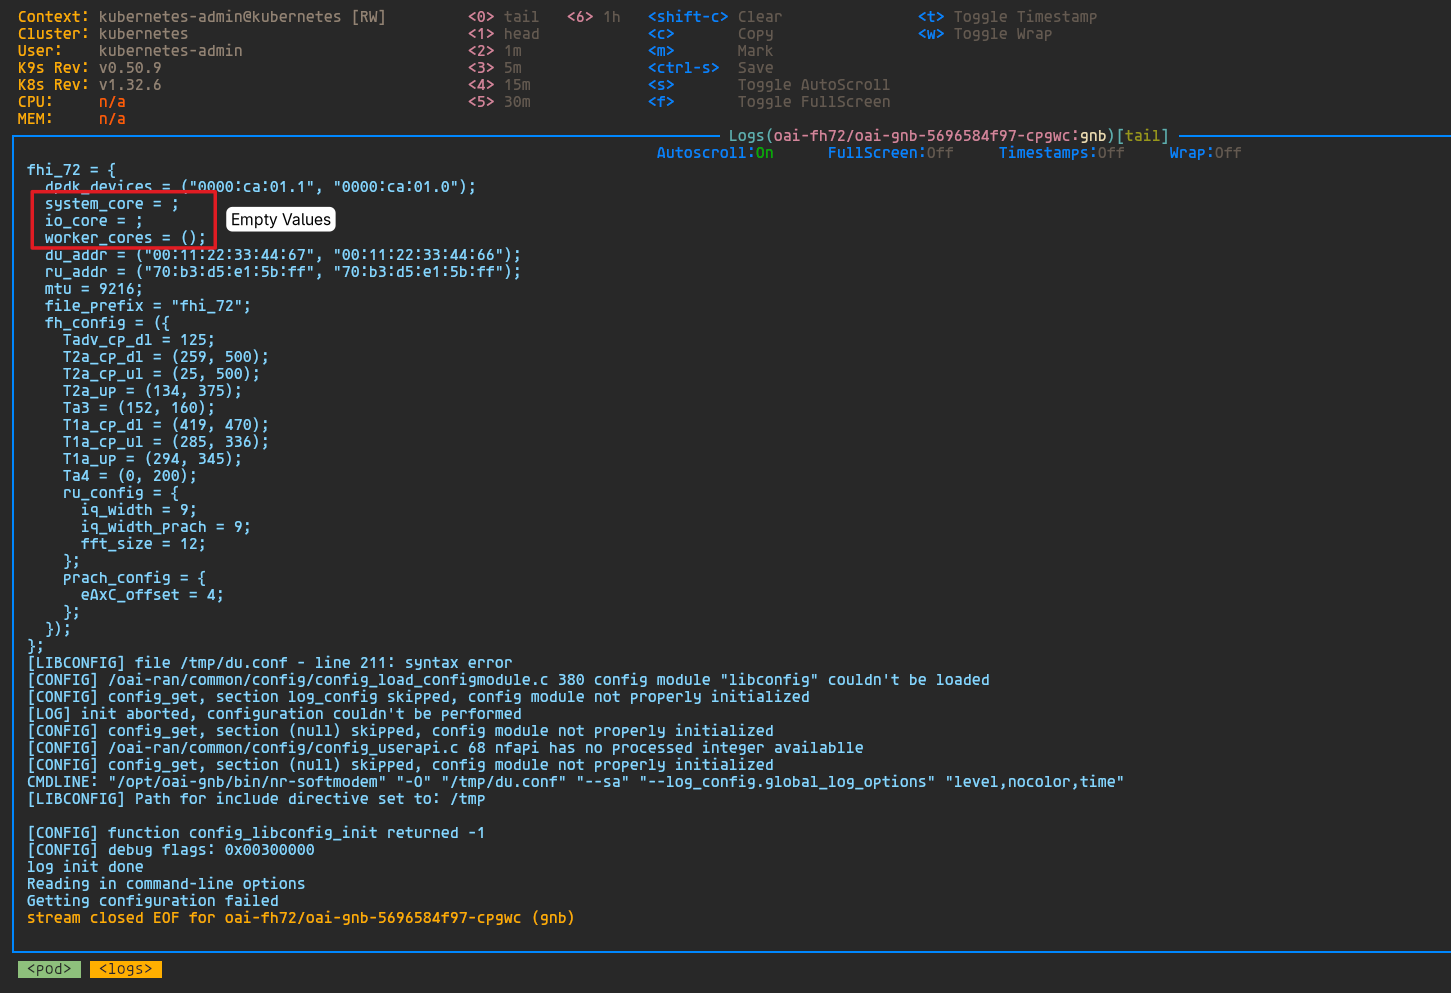 Context: kubernetes-admin@kubernetes [RW] <0> tail <6> 1h <shift-c> Clear <t> Toggle Timestamp
Cluster: kubernetes <1> head <c> Copy <w> Toggle Wrap
User: kubernetes-admin <2> 1m <m> Mark
K9s Rev: v0.50.9 <3> 5m <ctrl-s> Save
K8s Rev: v1.32.6 <4> 15m <s> Toggle AutoScroll
CPU: n/a <5> 30m <f> Toggle FullScreen
MEM: n/a
Logs(oai-fh72/oai-gnb-5696584f97-cpgwc:gnb)[tail]
Autoscroll:On FullScreen:Off Timestamps:Off Wrap:Off
fhi_72 = {
dpdk_devices = ("0000:ca:01.1", "0000:ca:01.0");
system_core = ;
io_core = ;
Empty Values
worker_cores = ();
du_addr = ("00:11:22:33:44:67", "00:11:22:33:44:66");
ru_addr = ("70:b3:d5:e1:5b:ff", "70:b3:d5:e1:5b:ff");
mtu = 9216;
file_prefix = "fhi_72";
fh_config = ({
Tadv_cp_dl = 125;
T2a_cp_dl = (259, 500);
T2a_cp_ul = (25, 500);
T2a_up = (134, 375);
Ta3 = (152, 160);
T1a_cp_dl = (419, 470);
T1a_cp_ul = (285, 336);
T1a_up = (294, 345);
Ta4 = (0, 200);
ru_config = {
iq_width = 9;
iq_width_prach = 9;
fft_size = 12;
};
prach_config = {
eAxC_offset = 4;
};
});
};
[LIBCONFIG] file /tmp/du.conf - line 211: syntax error
[CONFIG] /oai-ran/common/config/config_load_configmodule.c 380 config module "libconfig" couldn't be loaded
[CONFIG] config_get, section log_config skipped, config module not properly initialized
[LOG] init aborted, configuration couldn't be performed
[CONFIG] config_get, section (null) skipped, config module not properly initialized
[CONFIG] /oai-ran/common/config/config_userapi.c 68 nfapi has no processed integer availablle
[CONFIG] config_get, section (null) skipped, config module not properly initialized
CMDLINE: "/opt/oai-gnb/bin/nr-softmodem" "-O" "/tmp/du.conf" "--sa" "--log_config.global_log_options" "level,nocolor,time"
[LIBCONFIG] Path for include directive set to: /tmp
[CONFIG] function config_libconfig_init returned -1
[CONFIG] debug flags: 0x00300000
log init done
Reading in command-line options
Getting configuration failed
stream closed EOF for oai-fh72/oai-gnb-5696584f97-cpgwc (gnb)
<pod> <logs>